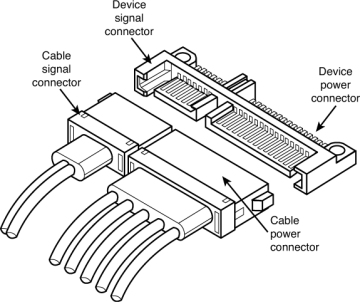 Device
signal
connector
Cable
signal
connector
Device
power
connector
Cable
power
connector